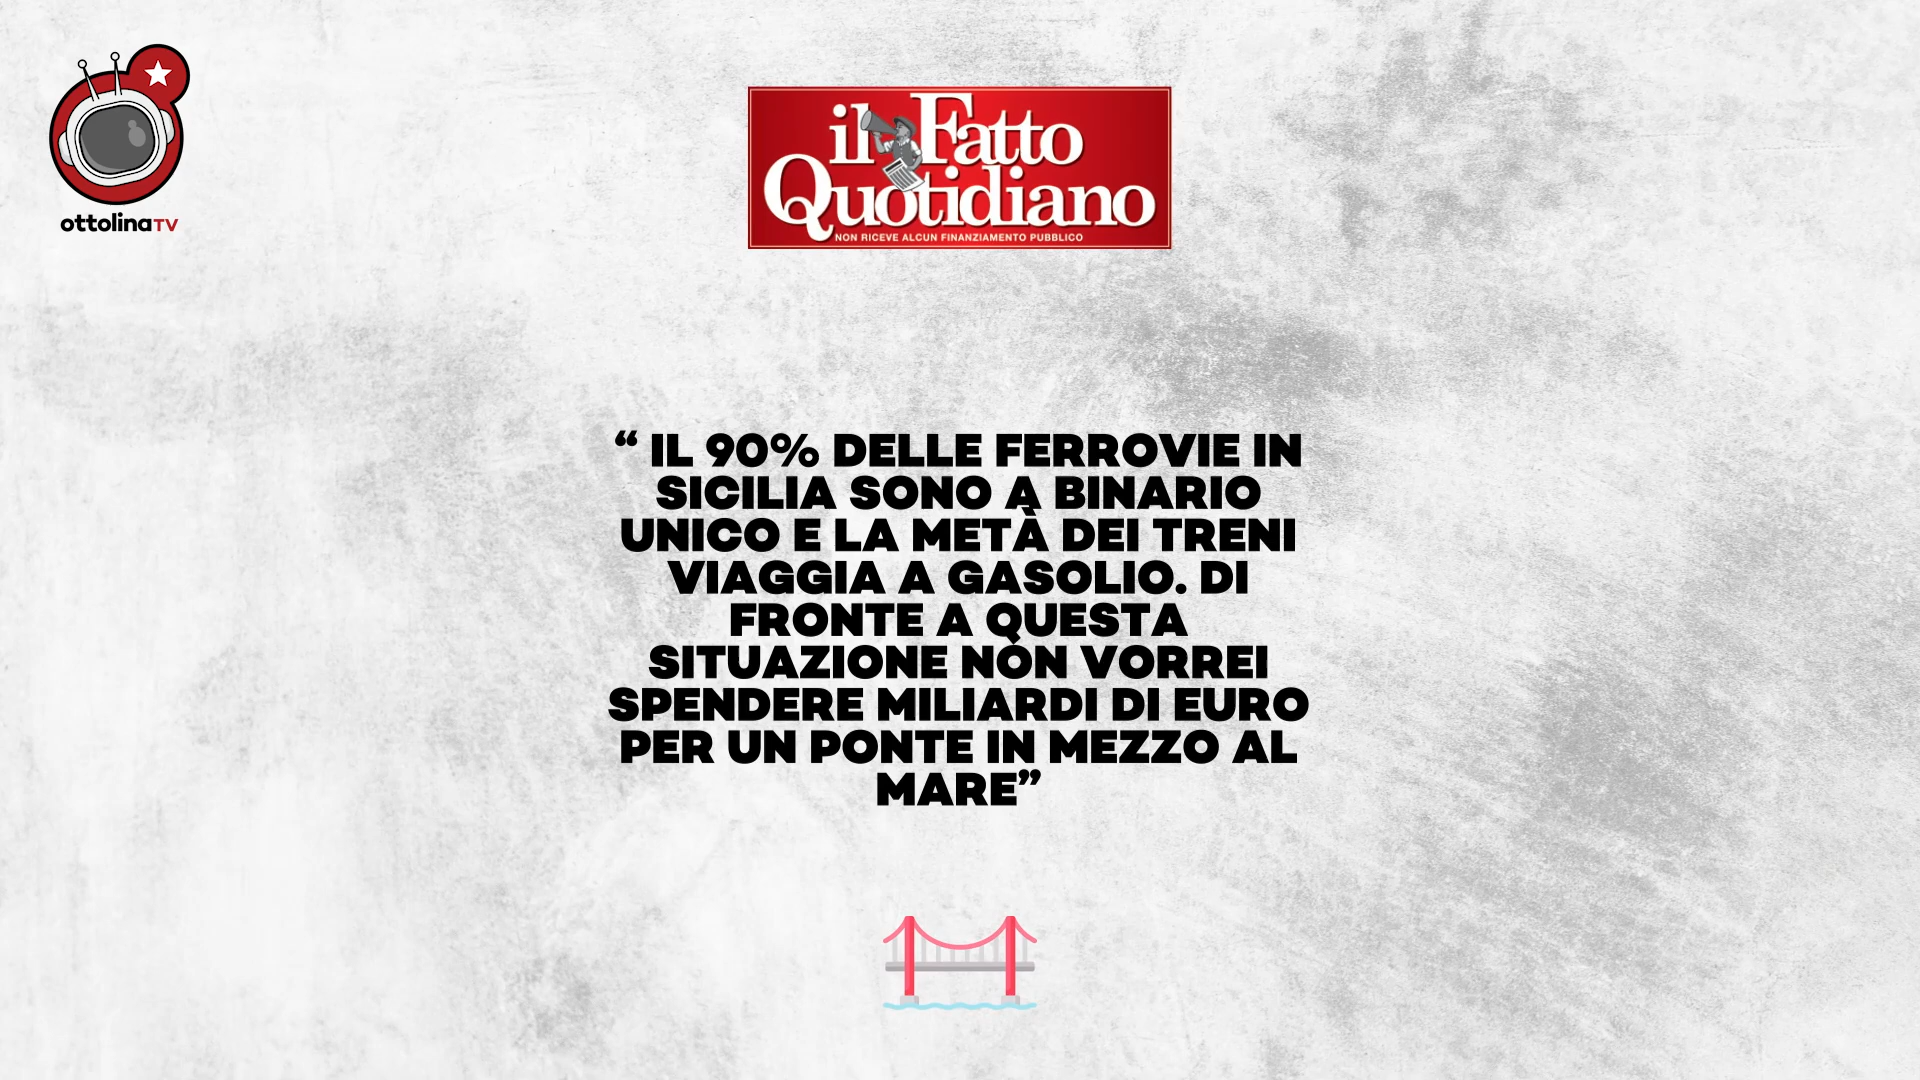 ottolinaTV
il Fatto
Quotidiano
NON RICEVE ALCUN FINANZIAMENTO PUBBLICO
“ IL 90% DELLE FERROVIE IN
SICILIA SONO A BINARIO
UNICO E LA METÀ DEI TRENI
VIAGGIA A GASOLIO. DI
FRONTE A QUESTA
SITUAZIONE NON VORREI
SPENDERE MILIARDI DI EURO
PER UN PONTE IN MEZZO AL
MARE”